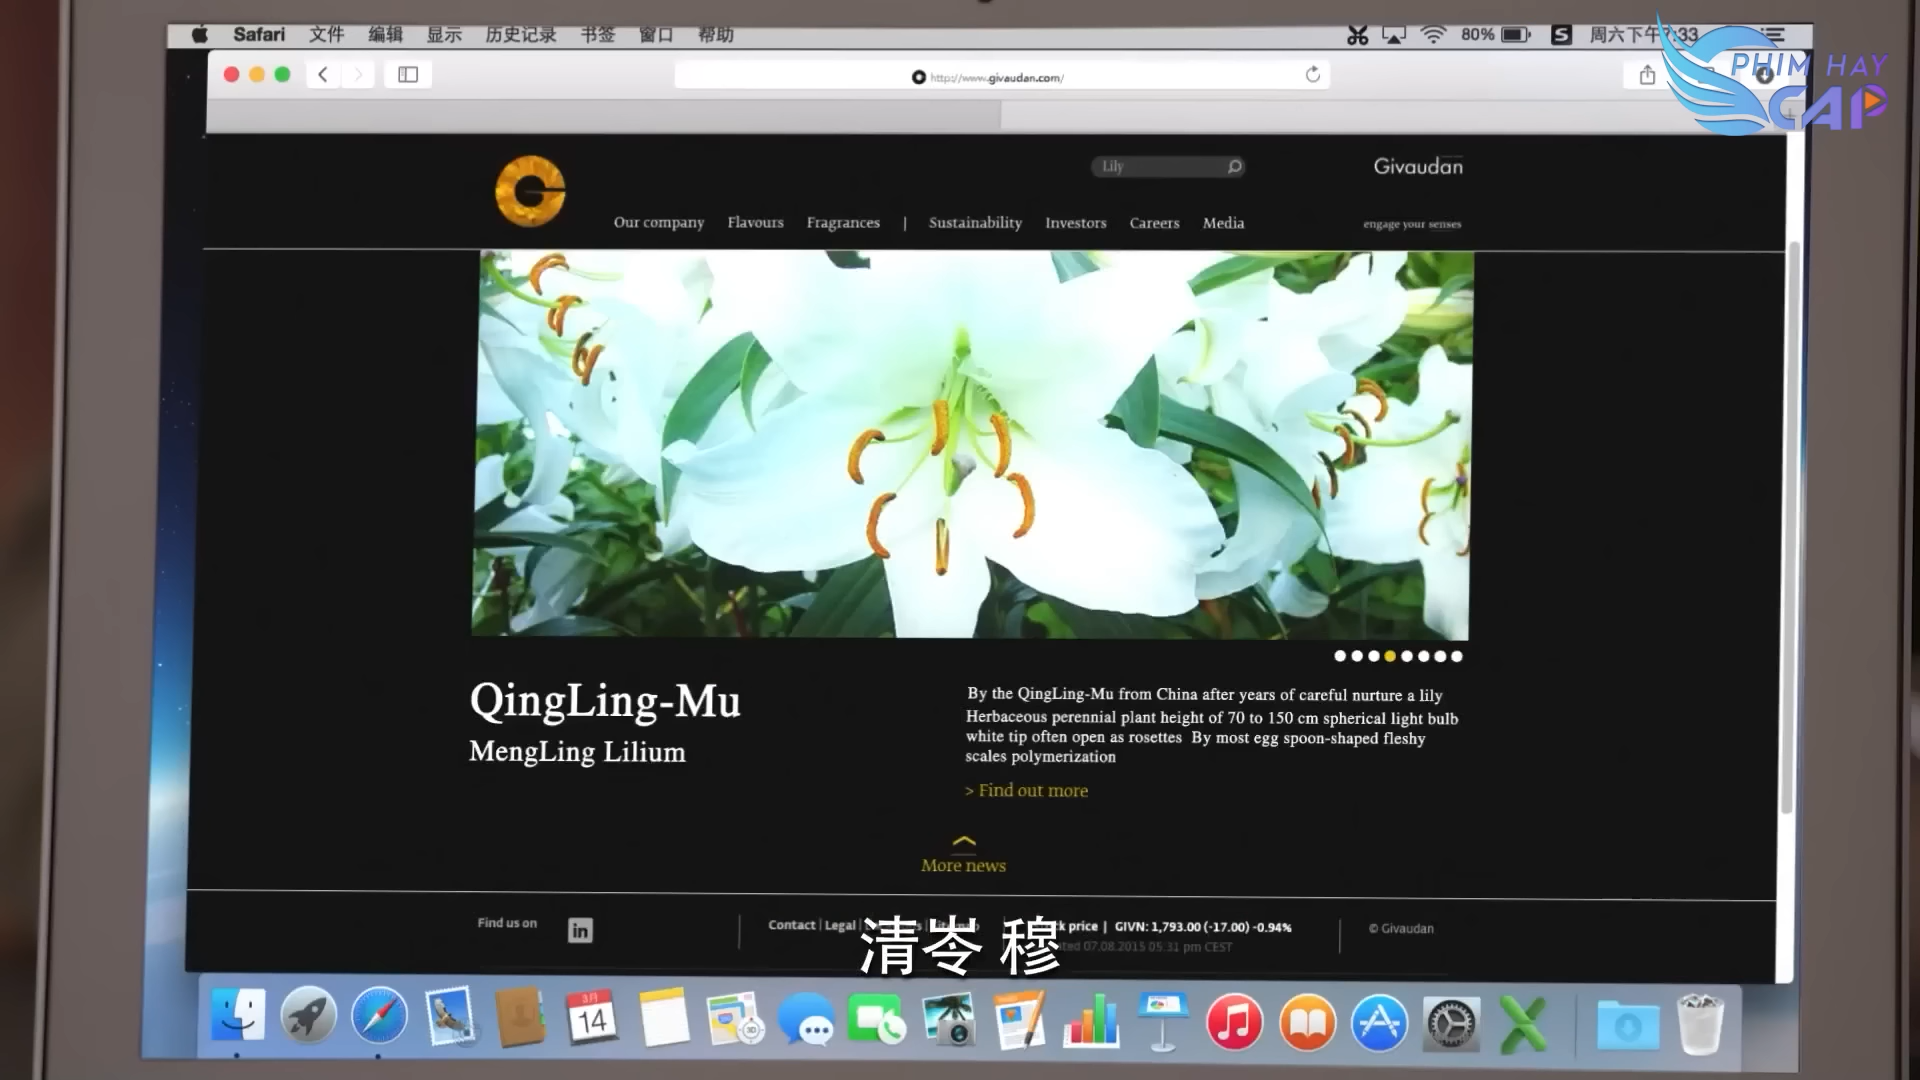 Safari 文件 编辑 显示 历史记录 书签 窗口 帮助
80% 周六下午
PHIM HAY
CAP
http://www.givaudan.com/
Lily
Givaudan
Our company Flavours Fragrances | Sustainability Investors Careers Media
engage your senses
QingLing-Mu
MengLing Lilium
By the QingLing-Mu from China after years of careful nurture a lily
Herbaceous perennial plant height of 70 to 150 cm spherical light bulb
white tip often open as rosettes By most egg spoon-shaped fleshy
scales polymerization
> Find out more
More news
Find us on in
Contact | Legal |
price | GIVN: 1,793.00 (-17.00) -0.94%
07.08.2015 05:31 pm CEST
© Givaudan
清岺 穆
3月
14